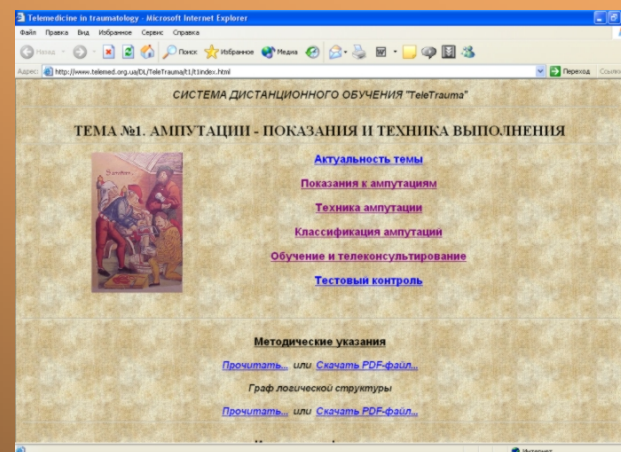 Telemedicine in traumatology - Microsoft Internet Explorer
Файл Правка Вид Избранное Сервис Справка
Назад Поиск Избранное Медиа
Адрес: http://www.telemed.org.ua/DL/TeleTrauma/t1/t1index.html Переход Ссылки
СИСТЕМА ДИСТАНЦИОННОГО ОБУЧЕНИЯ "TeleTrauma"
ТЕМА №1. АМПУТАЦИИ - ПОКАЗАНИЯ И ТЕХНИКА ВЫПОЛНЕНИЯ
Актуальность темы
Показания к ампутациям
Техника ампутации
Классификация ампутаций
Обучение и телеконсультирование
Тестовый контроль
Методические указания
Прочитать... или Скачать PDF-файл...
Граф логической структуры
Прочитать... или Скачать PDF-файл...
Интернет